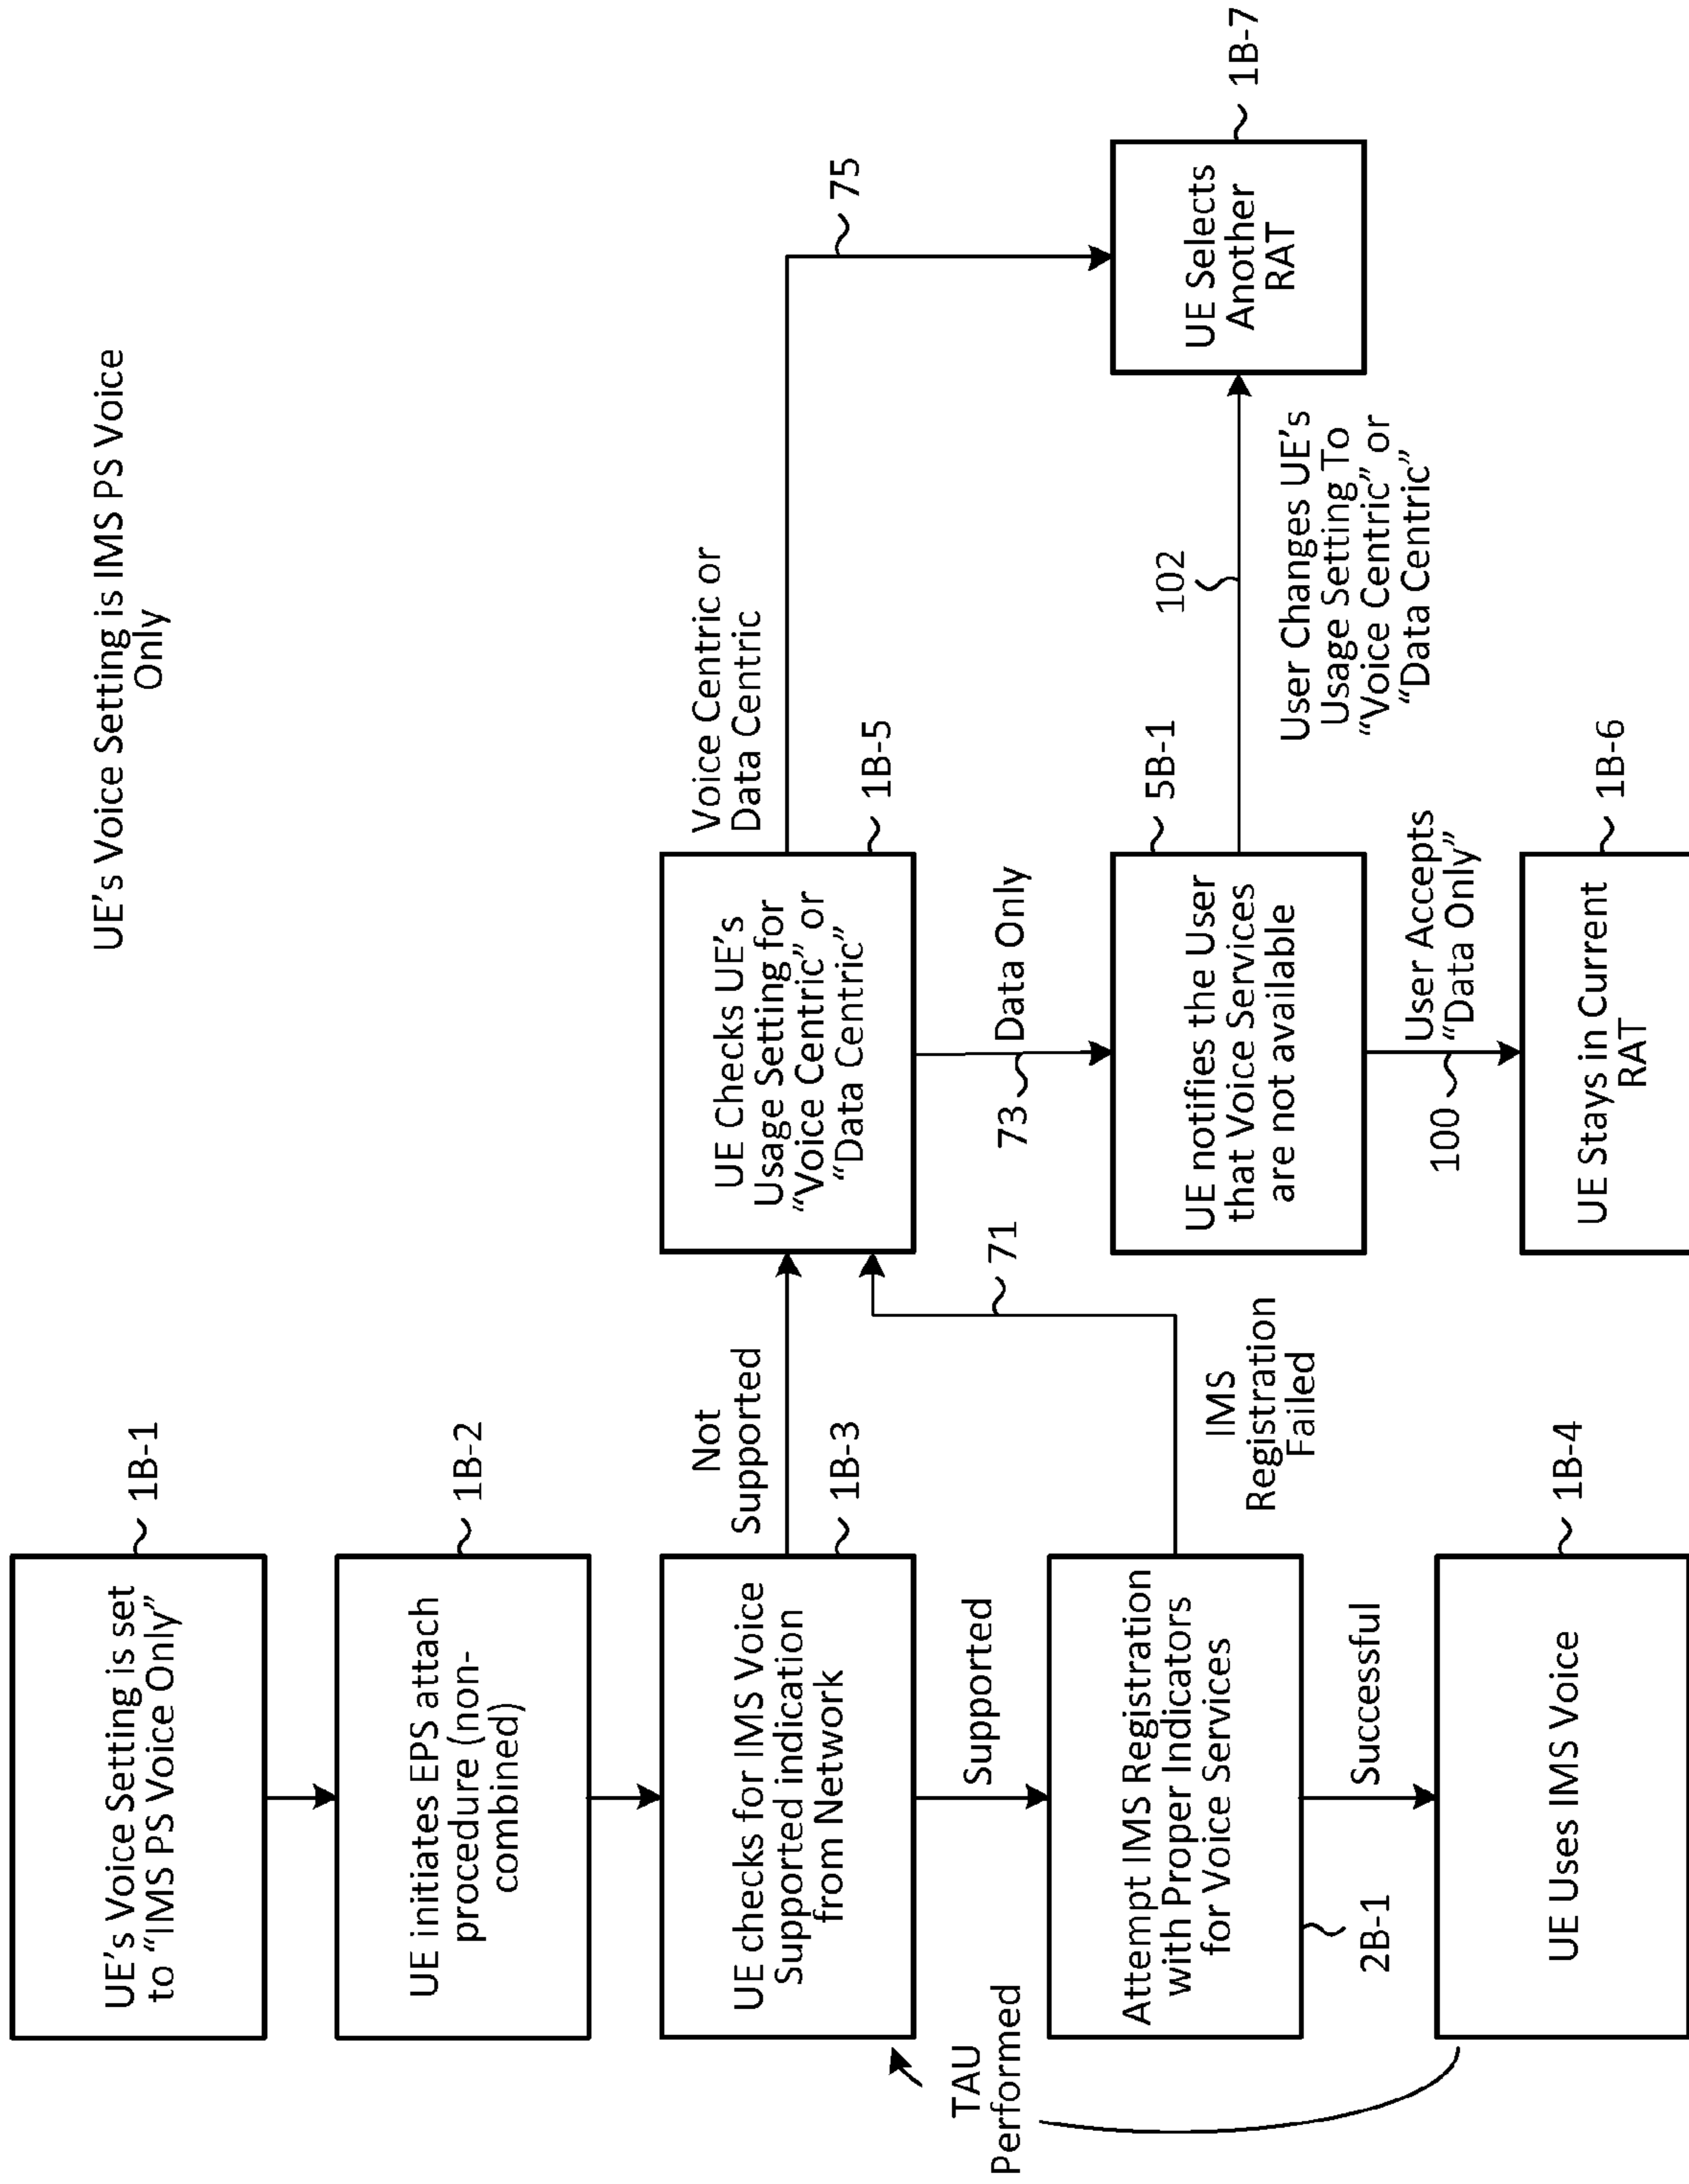 UE's Voice Setting is IMS PS Voice
Only
UE's Voice Setting is set
to “IMS PS Voice Only”
1B-1
UE initiates EPS attach
procedure (non-
combined)
1B-2
UE checks for IMS Voice
Supported indication
from Network
1B-3
Not
Supported
UE Checks UE's
Usage Setting for
“Voice Centric” or
“Data Centric”
1B-5
Voice Centric or
Data Centric
75
TAU
Performed
Supported
71
73
Data Only
Attempt IMS Registration
with Proper Indicators
for Voice Services
2B-1
IMS
Registration
Failed
UE notifies the User
that Voice Services
are not available
5B-1
102
User Changes UE's
Usage Setting To
“Voice Centric” or
“Data Centric”
UE Selects
Another
RAT
1B-7
Successful
100
User Accepts
“Data Only”
UE Uses IMS Voice
1B-4
UE Stays in Current
RAT
1B-6